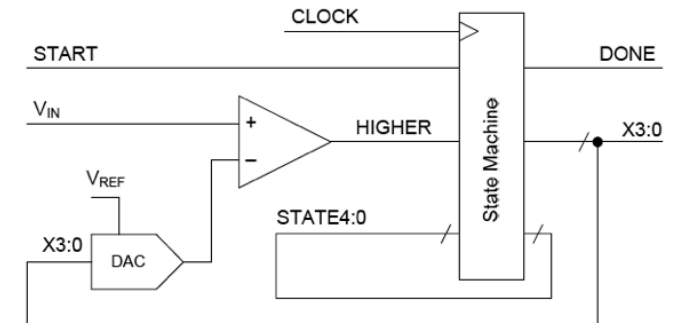 CLOCK
START
DONE
VIN
+
HIGHER
X3:0
−
State Machine
VREF
STATE4:0
X3:0
DAC